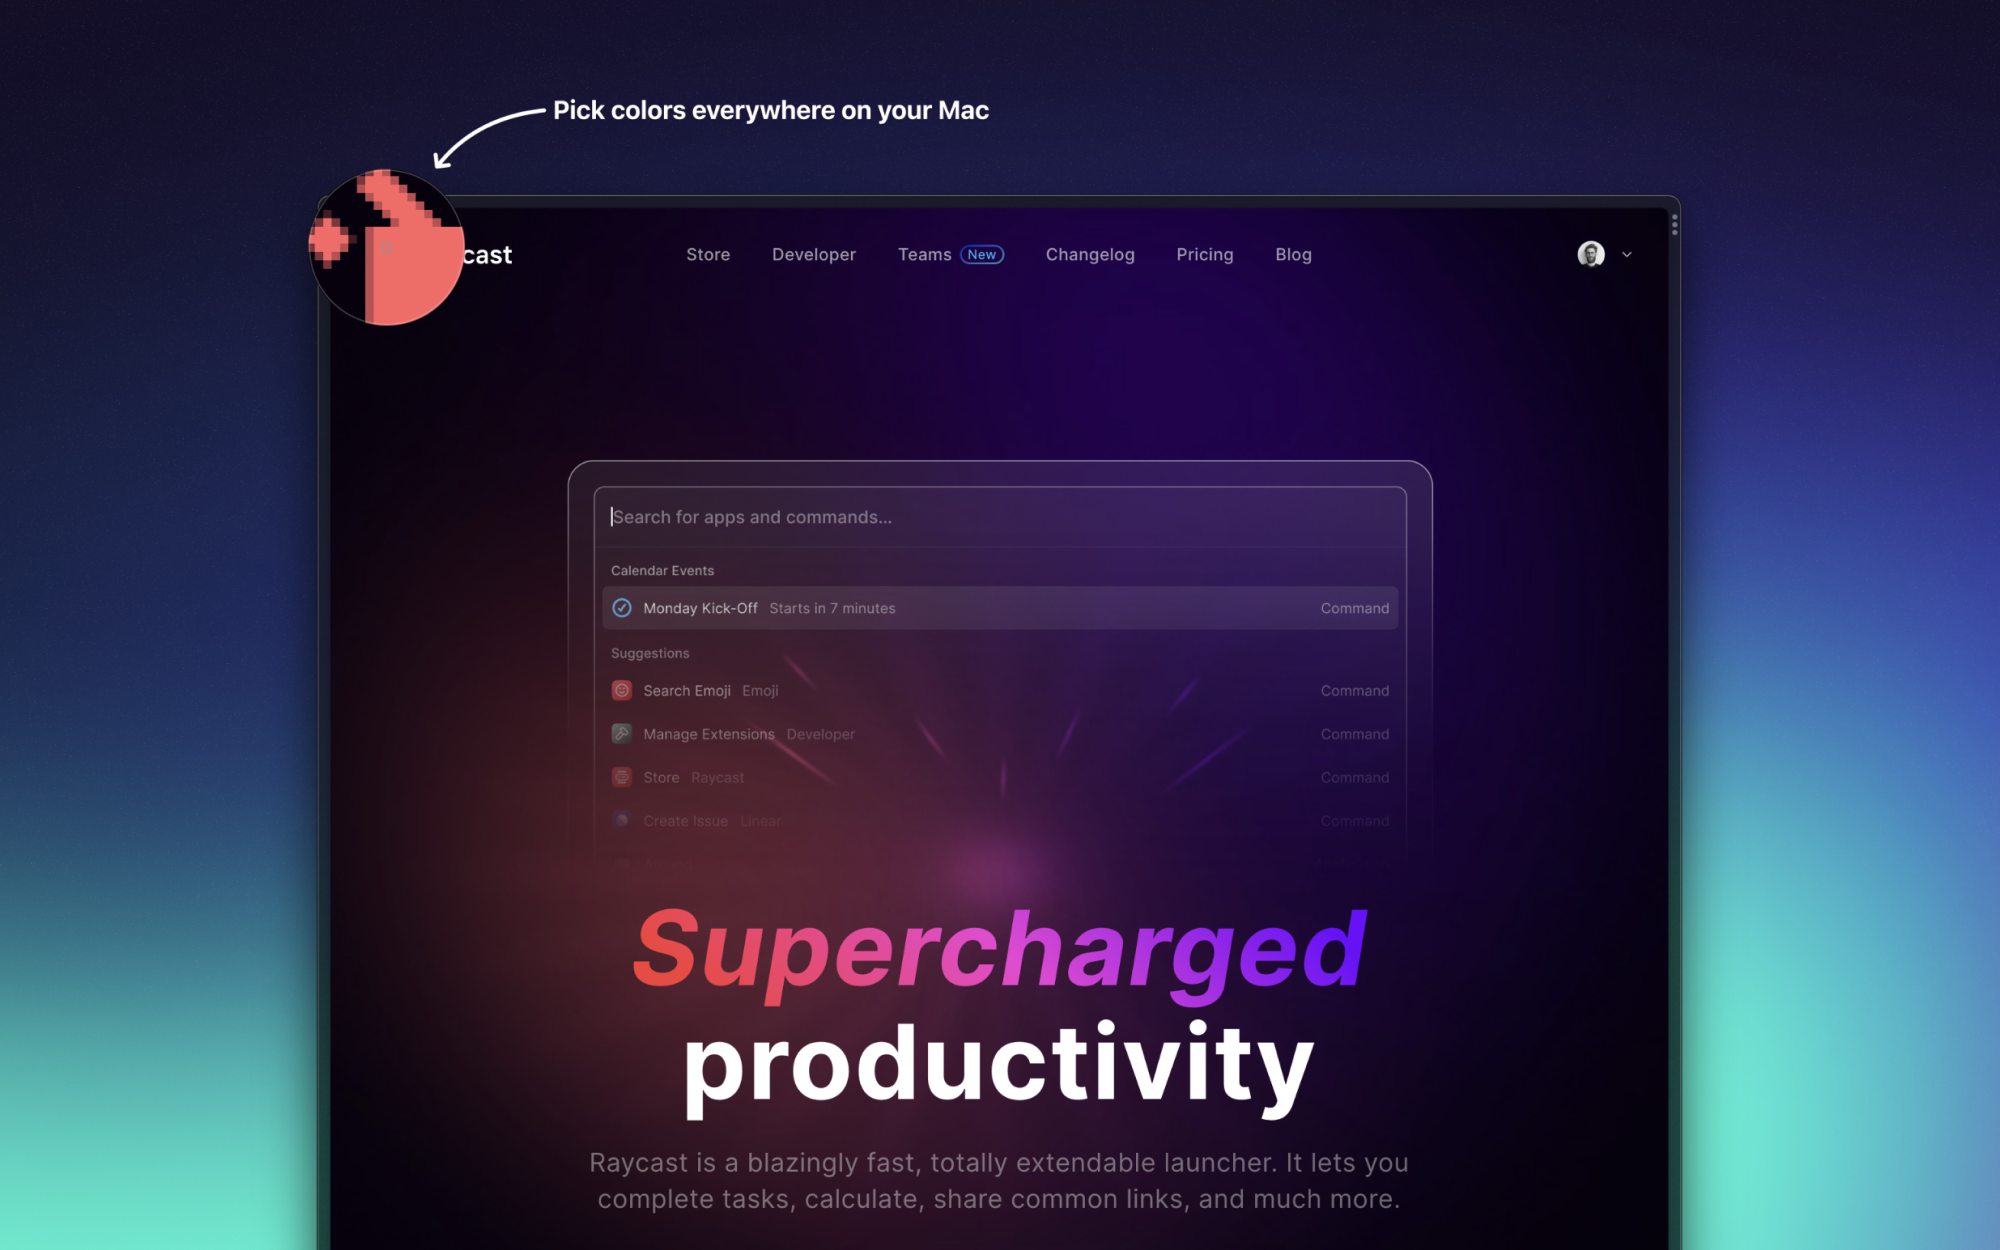 Pick colors everywhere on your Mac
cast Store Developer Teams New Changelog Pricing Blog
Search for apps and commands...
Calendar Events
Monday Kick-Off Starts in 7 minutes Command
Suggestions
Search Emoji Emoji Command
Manage Extensions Developer Command
Store Raycast Command
Create Issue Linear Command
Supercharged
productivity
Raycast is a blazingly fast, totally extendable launcher. It lets you
complete tasks, calculate, share common links, and much more.